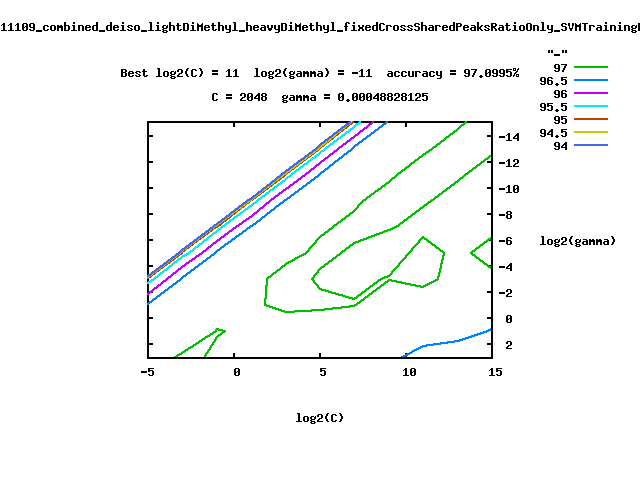 11109_combined_deiso_lightDiMethyl_heavyDiMethyl_fixedCrossSharedPeaksRatioOnly_SVMTraining
"_"
Best log2(C) = 11 log2(gamma) = -11 accuracy = 97.0995%
C = 2048 gamma = 0.00048828125
97
96.5
96
95.5
95
94.5
94
-14
-12
-10
-8
-6
-4
-2
0
2
log2(gamma)
-5 0 5 10 15
log2(C)